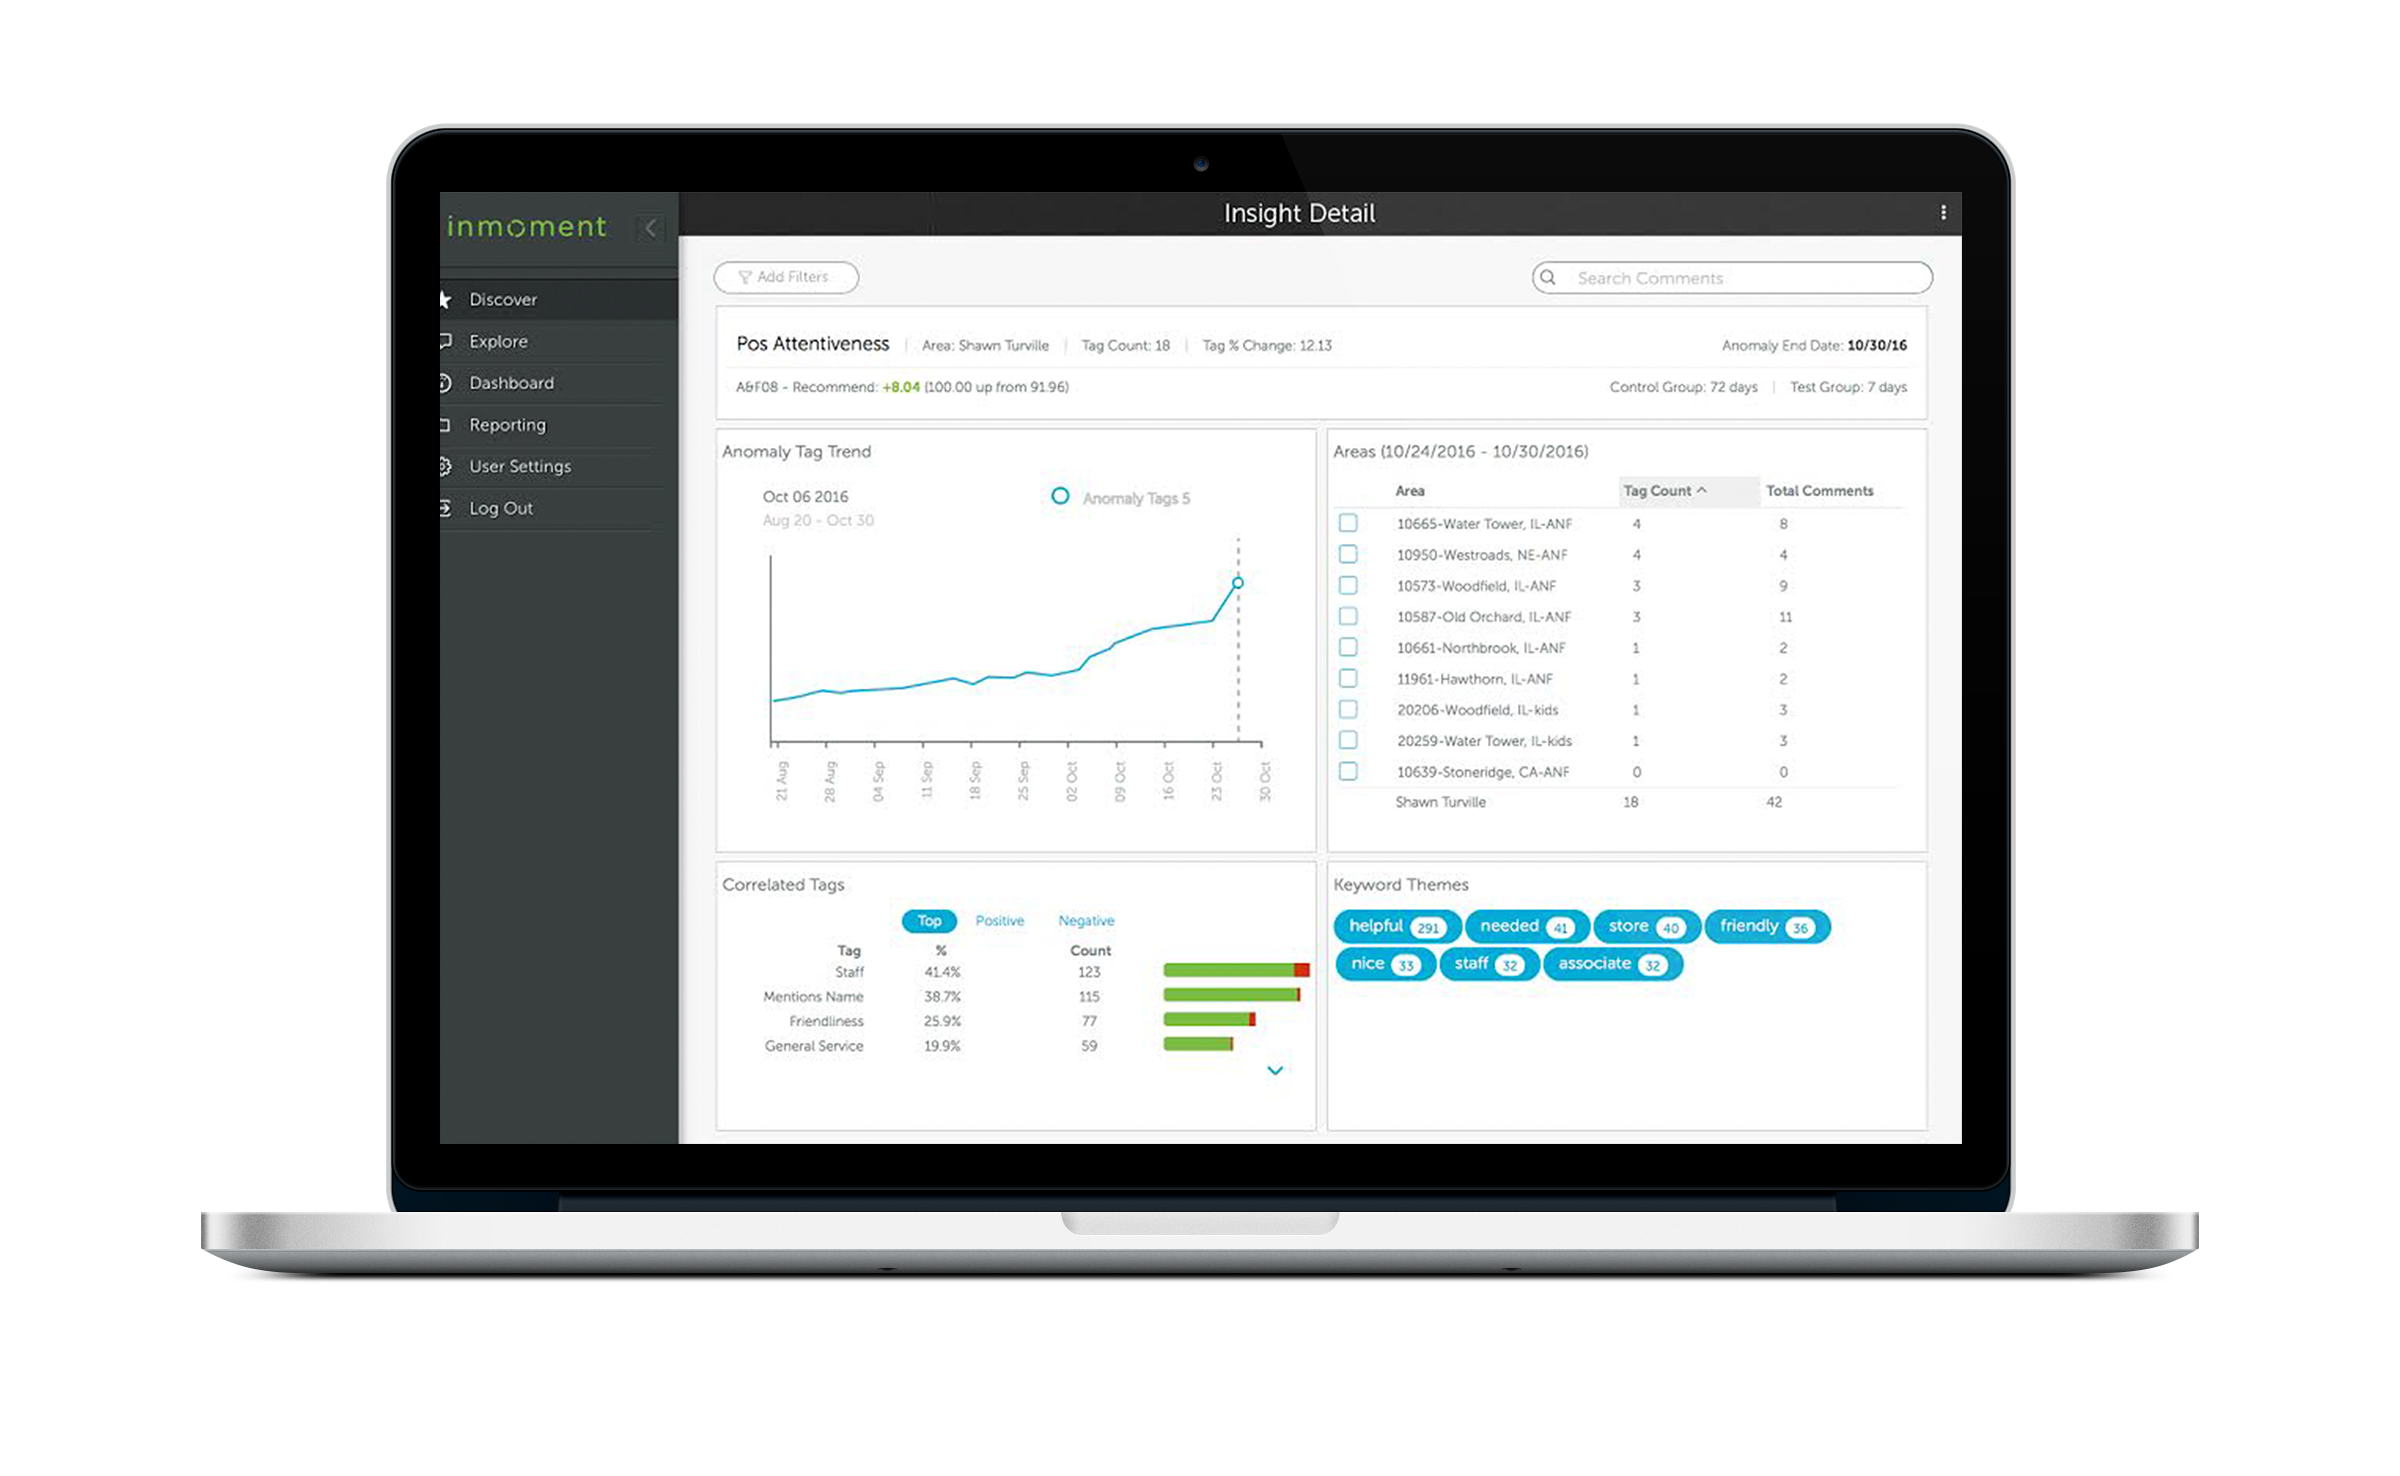 inmoment
Insight Detail
Discover
Explore
Dashboard
Reporting
User Settings
Log Out
Add Filters
Search Comments
Pos Attentiveness | Area: Shawn Turville | Tag Count: 18 | Tag % Change: 12.13
Anomaly End Date: 10/30/16
A&F08 - Recommend: +8.04 (100.00 up from 91.96)
Control Group: 72 days | Test Group: 7 days
Anomaly Tag Trend
Oct 06 2016
Aug 20 - Oct 30
Anomaly Tags 5
21 Aug
28 Aug
04 Sep
11 Sep
18 Sep
25 Sep
02 Oct
09 Oct
16 Oct
23 Oct
30 Oct
Areas (10/24/2016 - 10/30/2016)
Area Tag Count Total Comments
10665-Water Tower, IL-ANF 4 8
10950-Westroads, NE-ANF 4 4
10573-Woodfield, IL-ANF 3 9
10587-Old Orchard, IL-ANF 3 11
10661-Northbrook, IL-ANF 1 2
11961-Hawthorn, IL-ANF 1 2
20206-Woodfield, IL-kids 1 3
20259-Water Tower, IL-kids 1 3
10639-Stoneridge, CA-ANF 0 0
Shawn Turville 18 42
Correlated Tags
Top Positive Negative
Tag % Count
Staff 41.4% 123
Mentions Name 38.7% 115
Friendliness 25.9% 77
General Service 19.9% 59
Keyword Themes
helpful 291 needed 41 store 40 friendly 36
nice 33 staff 32 associate 32